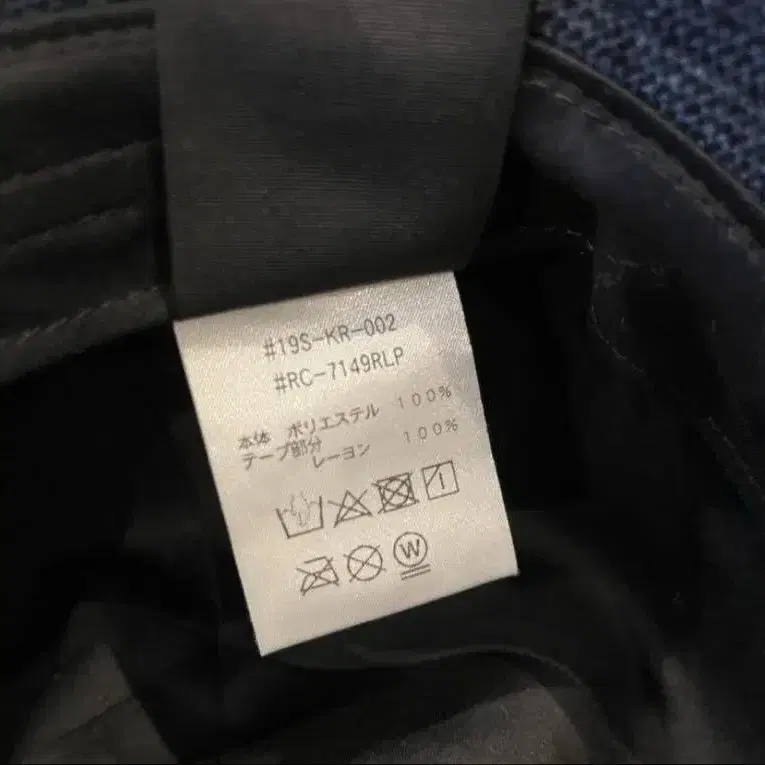 #19S-KR-002
#RC-7149RLP
本体 ポリエステル 100%
テープ部分 レーヨン 100%
W